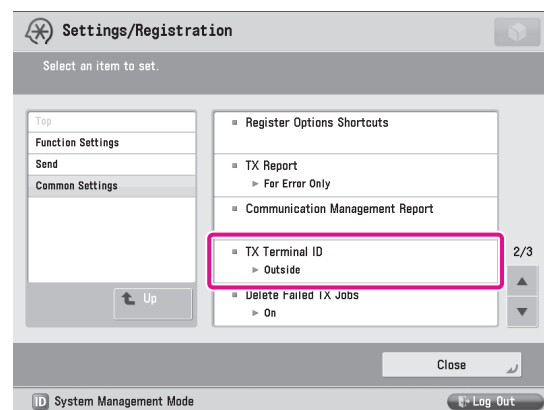 Settings/Registration
Select an item to set.
Top
Function Settings
Send
Common Settings
Up
Register Options Shortcuts
TX Report
► For Error Only
Communication Management Report
TX Terminal ID
► Outside
Delete Failed TX Jobs
► On
2/3
Close
ID System Management Mode
Log Out